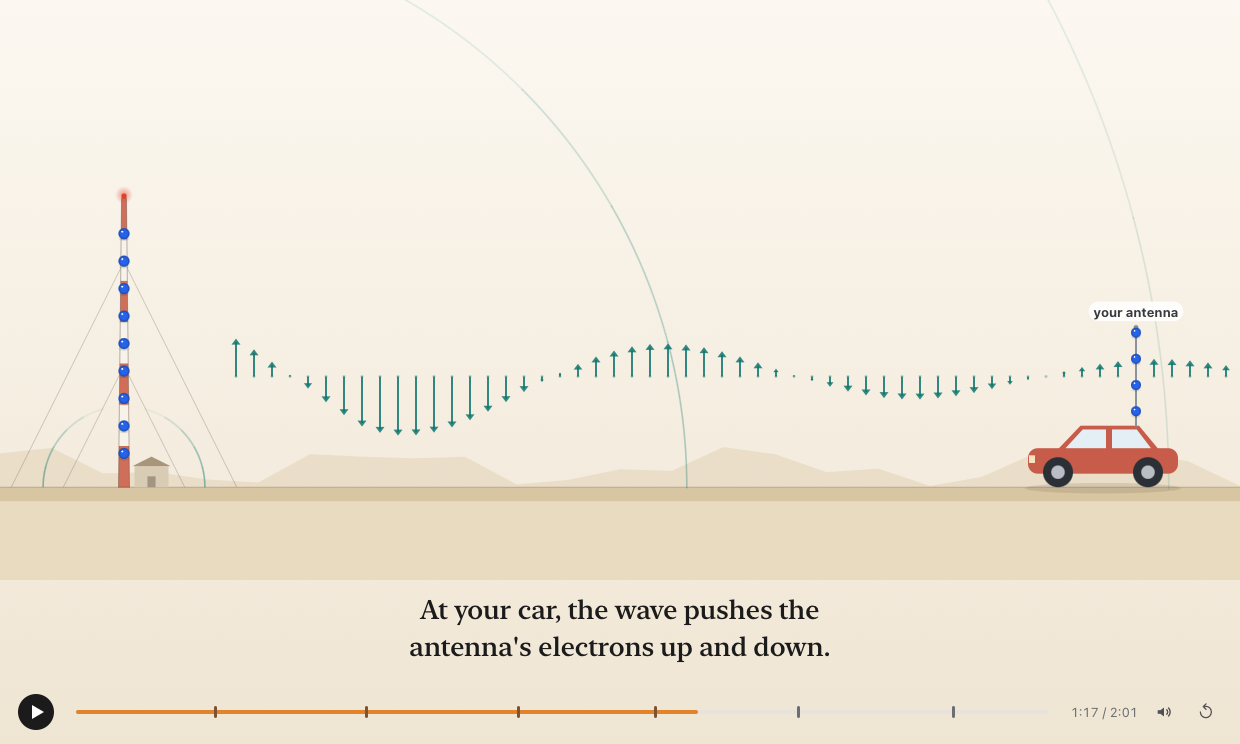 your antenna
At your car, the wave pushes the
antenna's electrons up and down.
1:17 / 2:01